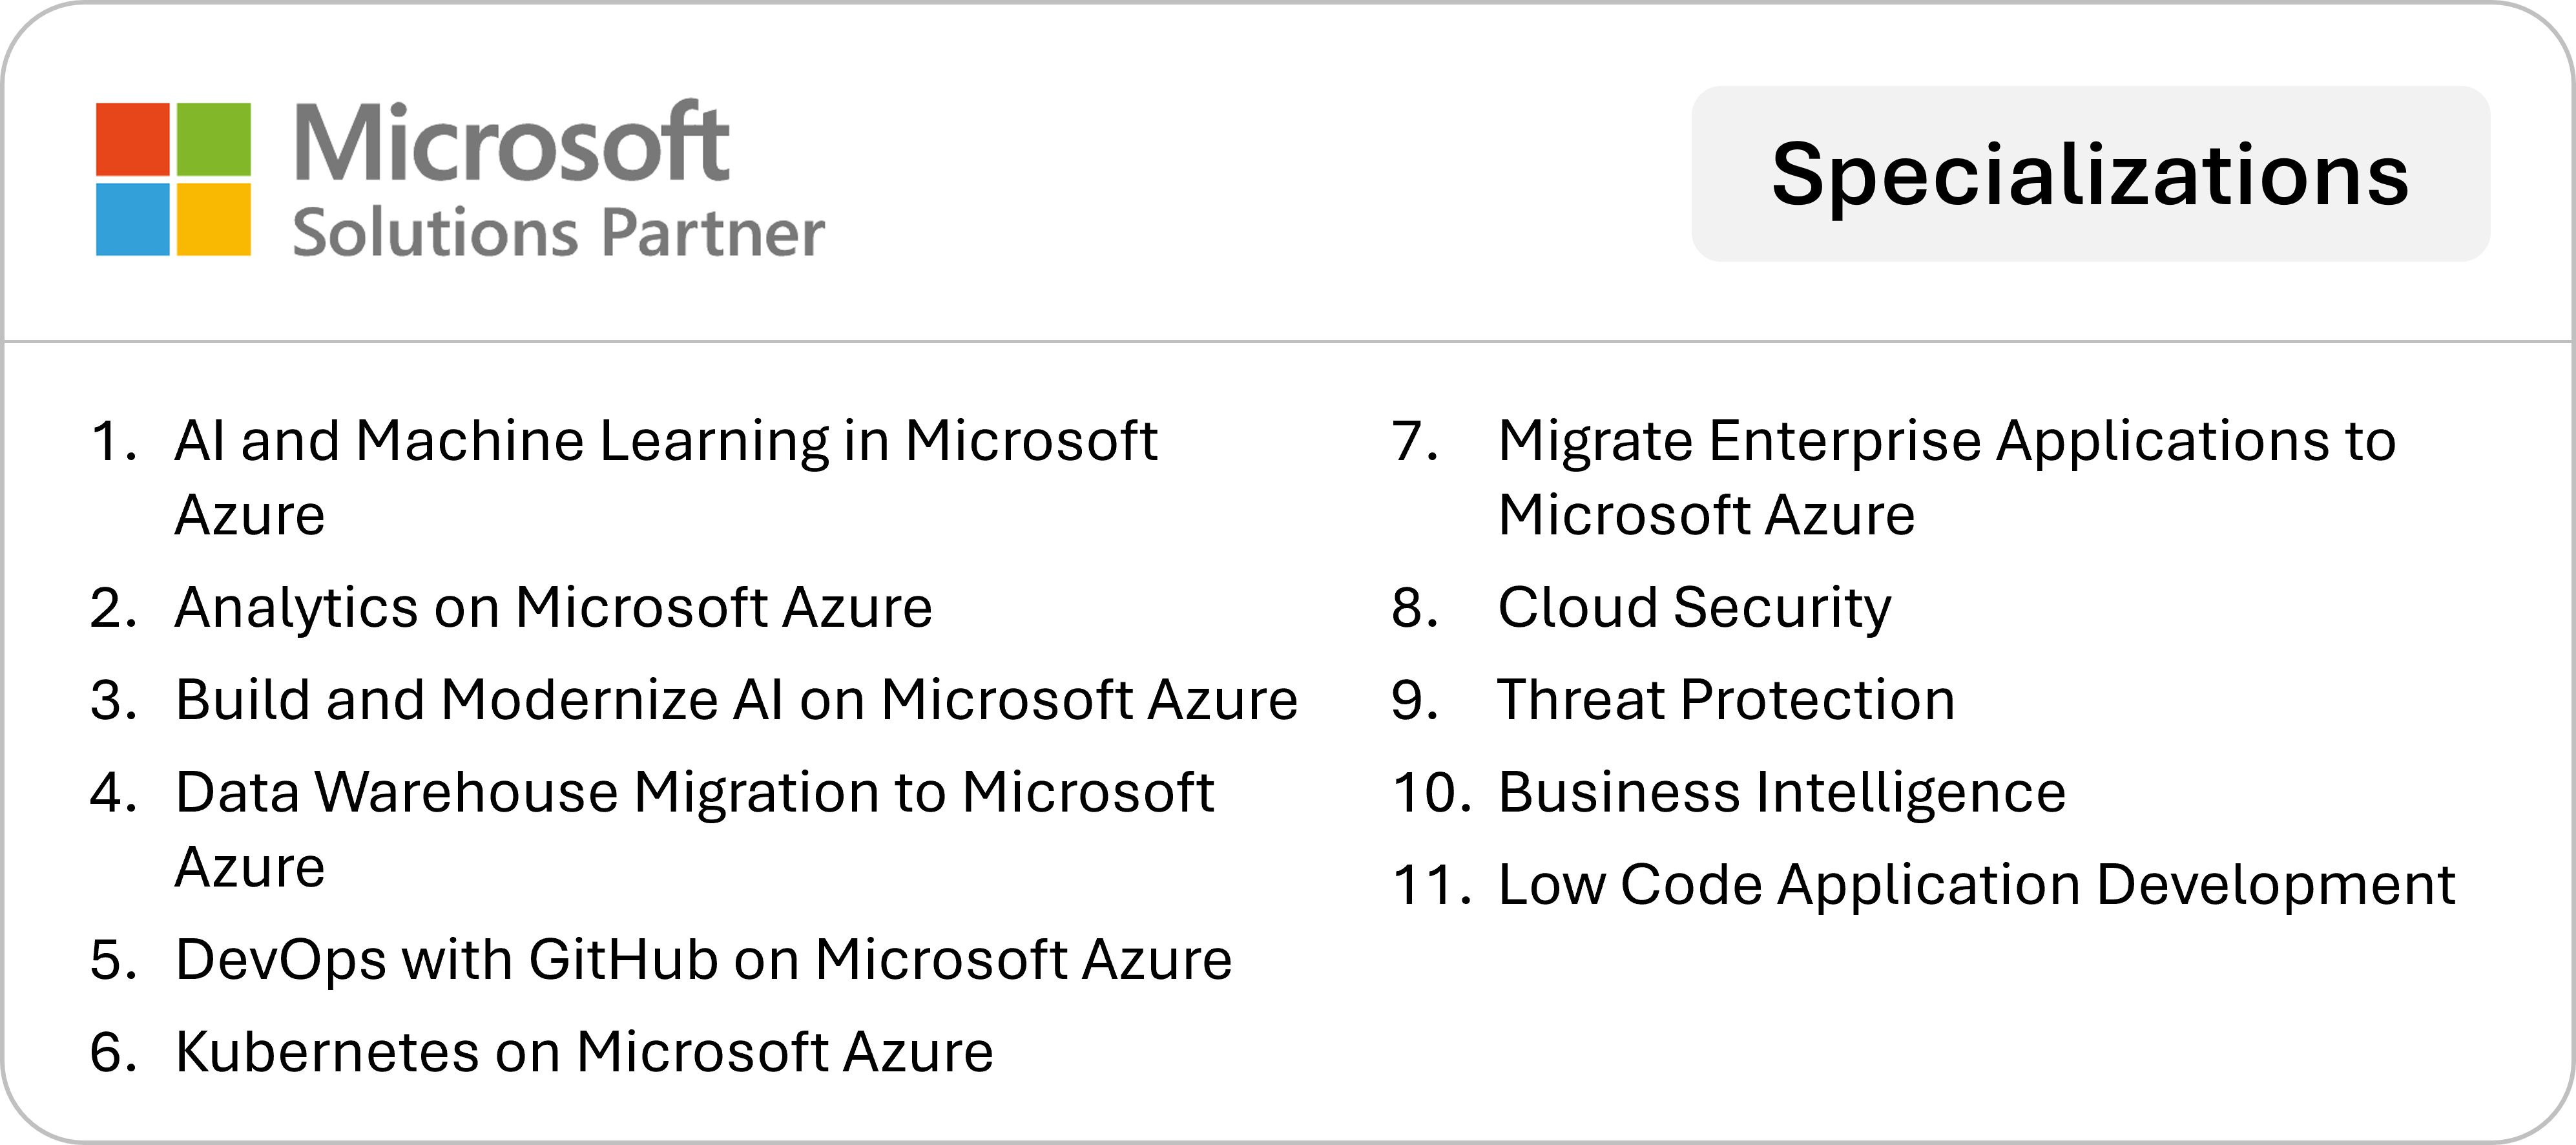 Microsoft
Solutions Partner
Specializations
1. AI and Machine Learning in Microsoft
Azure
2. Analytics on Microsoft Azure
3. Build and Modernize AI on Microsoft Azure
4. Data Warehouse Migration to Microsoft
Azure
5. DevOps with GitHub on Microsoft Azure
6. Kubernetes on Microsoft Azure
7. Migrate Enterprise Applications to
Microsoft Azure
8. Cloud Security
9. Threat Protection
10. Business Intelligence
11. Low Code Application Development